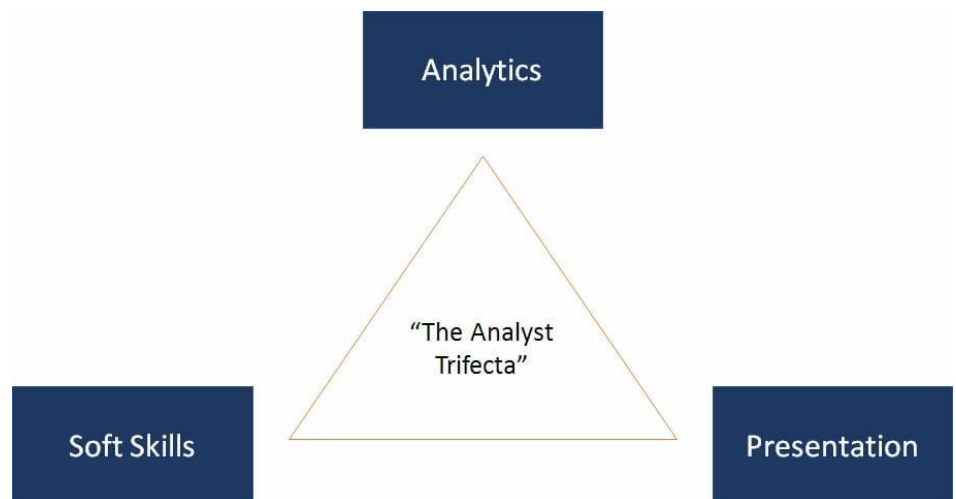 Analytics
“The Analyst
Trifecta”
Soft Skills
Presentation